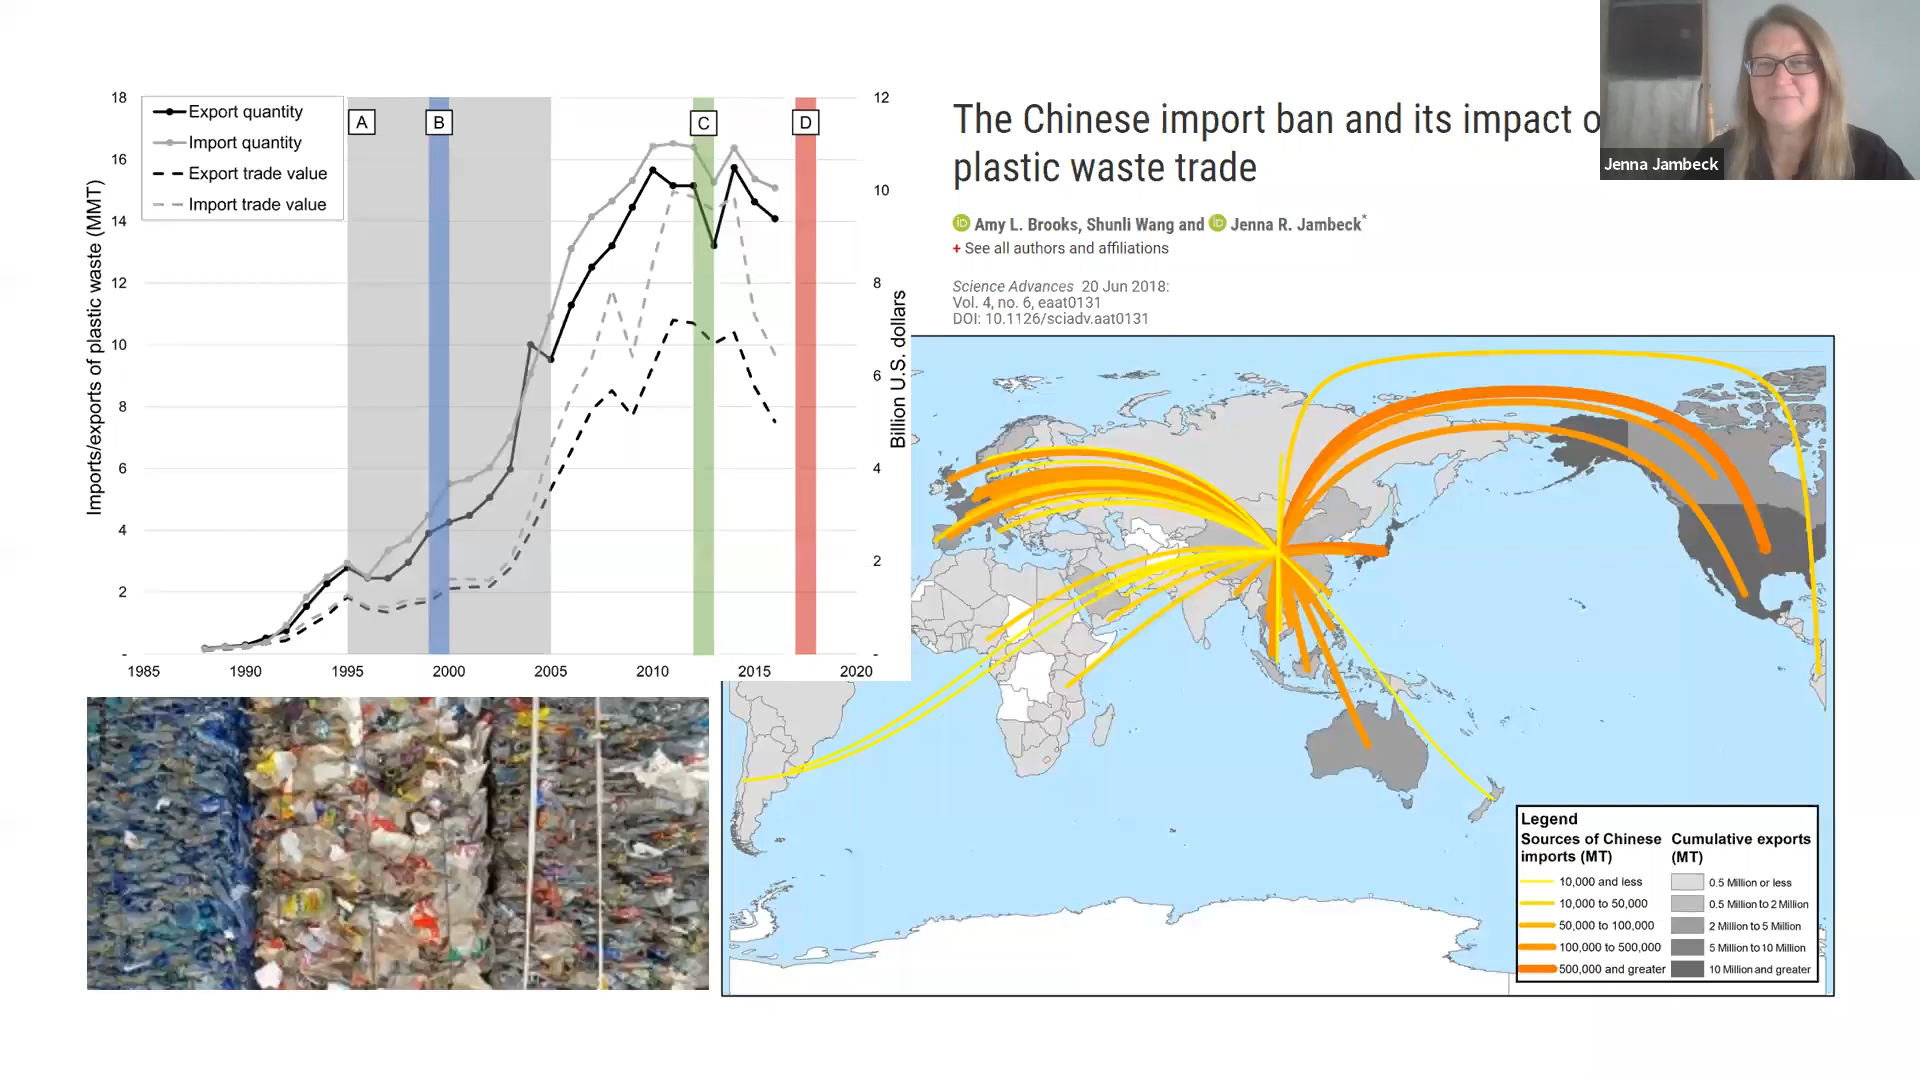 Export quantity
Import quantity
Export trade value
Import trade value
A
B
C
D
Imports/exports of plastic waste (MMT)
18
16
14
12
10
8
6
4
2
-
12
10
8
6
4
2
-
Billion U.S. dollars
1985 1990 1995 2000 2005 2010 2015 2020
The Chinese import ban and its impact o
plastic waste trade
iD Amy L. Brooks, Shunli Wang and iD Jenna R. Jambeck*
+ See all authors and affiliations
Science Advances 20 Jun 2018:
Vol. 4, no. 6, eaat0131
DOI: 10.1126/sciadv.aat0131
Jenna Jambeck
Legend
Sources of Chinese
imports (MT)
10,000 and less
10,000 to 50,000
50,000 to 100,000
100,000 to 500,000
500,000 and greater
Cumulative exports
(MT)
0.5 Million or less
0.5 Million to 2 Million
2 Million to 5 Million
5 Million to 10 Million
10 Million and greater